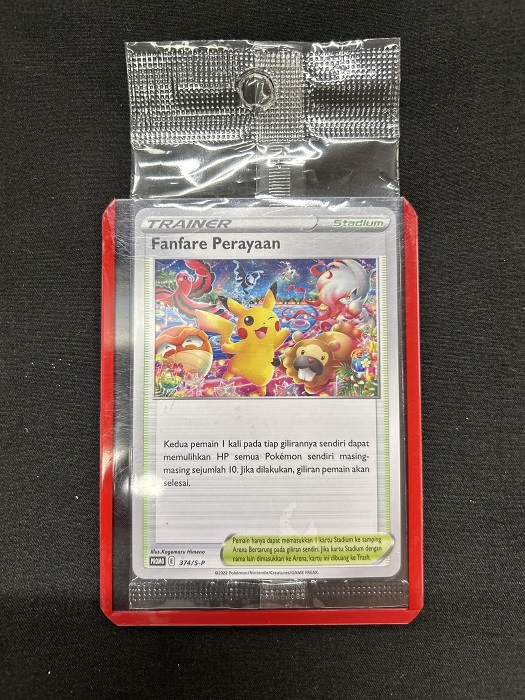 TRAINER Stadium
Fanfare Perayaan
Kedua pemain 1 kali pada tiap gilirannya sendiri dapat
memulihkan HP semua Pokémon sendiri masing-
masing sejumlah 10. Jika dilakukan, giliran pemain akan
selesai.
Pemain hanya dapat memasukkan 1 kartu Stadium ke samping
Arena Bertarung pada giliran sendiri. Jika kartu Stadium dengan
nama lain dimasukkan ke Arena, kartu ini dibuang ke Trash.
Illus. Kagemaru Himeno
PROMO E 374/S-P
©2022 Pokémon/Nintendo/Creatures/GAME FREAK.